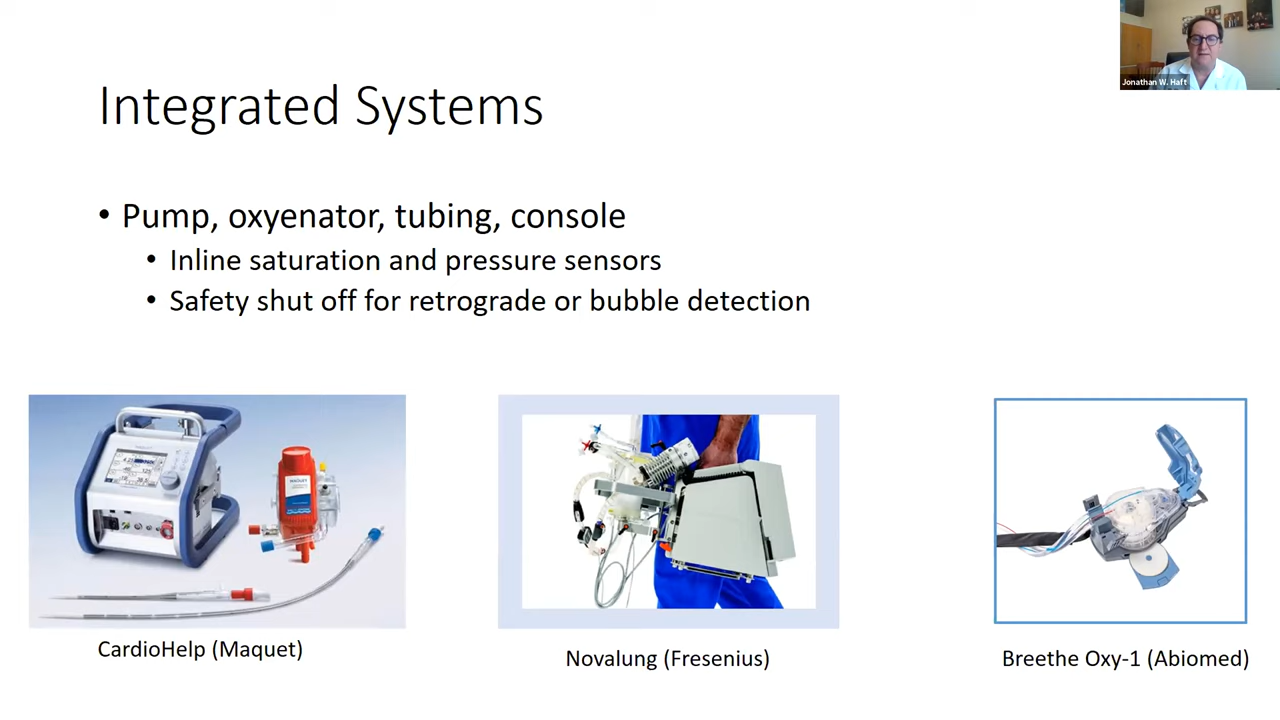 Jonathan W. Haft
Integrated Systems
• Pump, oxyenator, tubing, console
• Inline saturation and pressure sensors
• Safety shut off for retrograde or bubble detection
CardioHelp (Maquet)
Novalung (Fresenius)
Breethe Oxy-1 (Abiomed)